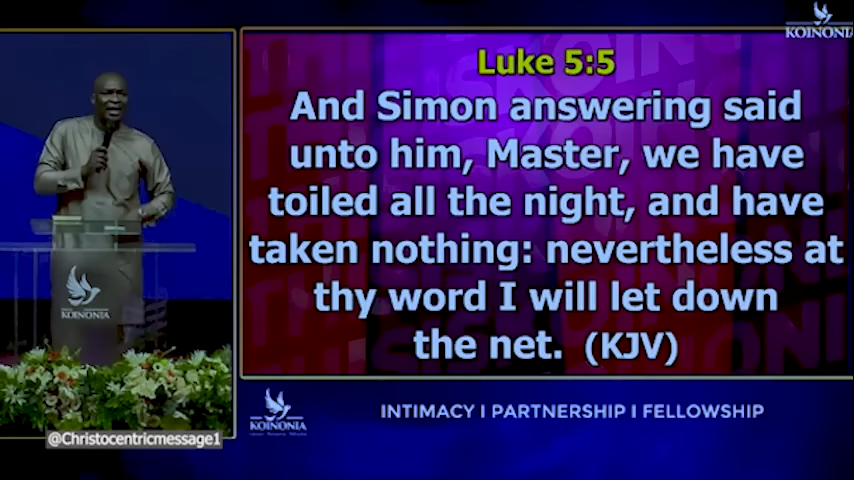 KOINONIA
Luke 5:5
And Simon answering said
unto him, Master, we have
toiled all the night, and have
taken nothing: nevertheless at
thy word I will let down
the net. (KJV)
KOINONIA
KOINONIA
INTIMACY I PARTNERSHIP I FELLOWSHIP
@Christocentricmessage1